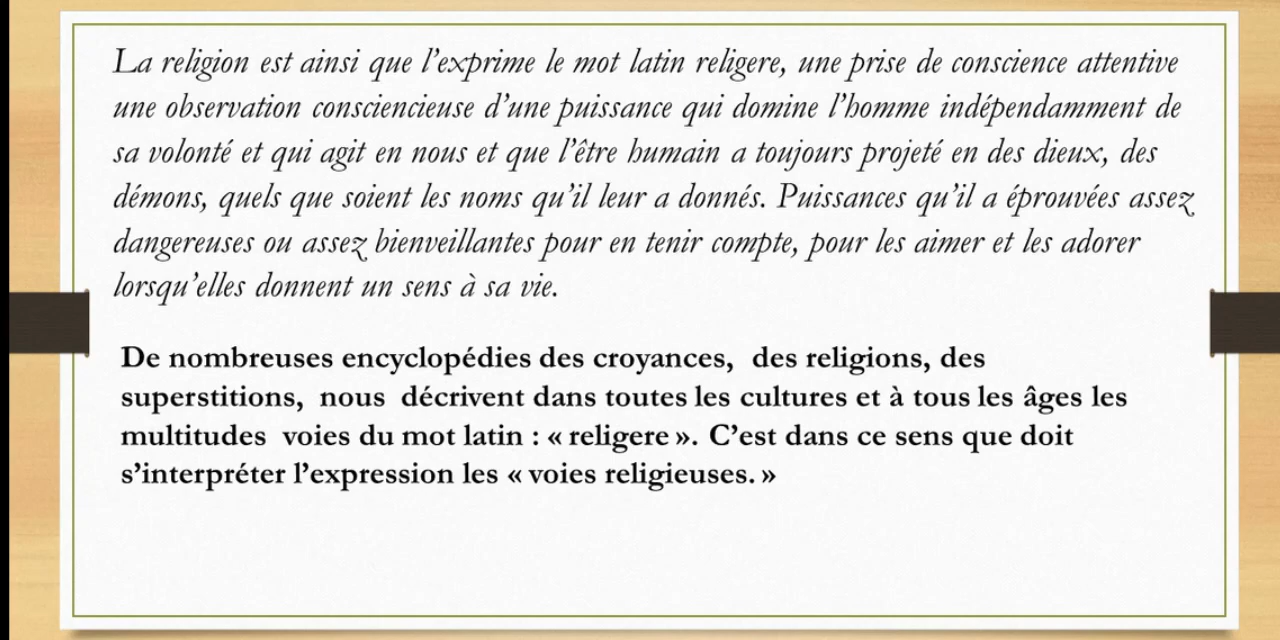 La religion est ainsi que l’exprime le mot latin religere, une prise de conscience attentive
une observation consciencieuse d’une puissance qui domine l’homme indépendamment de
sa volonté et qui agit en nous et que l’être humain a toujours projeté en des dieux, des
démons, quels que soient les noms qu’il leur a donnés. Puissances qu’il a éprouvées assez
dangereuses ou assez bienveillantes pour en tenir compte, pour les aimer et les adorer
lorsqu’elles donnent un sens à sa vie.
De nombreuses encyclopédies des croyances, des religions, des
superstitions, nous décrivent dans toutes les cultures et à tous les âges les
multitudes voies du mot latin : « religere ». C’est dans ce sens que doit
s’interpréter l’expression les « voies religieuses. »